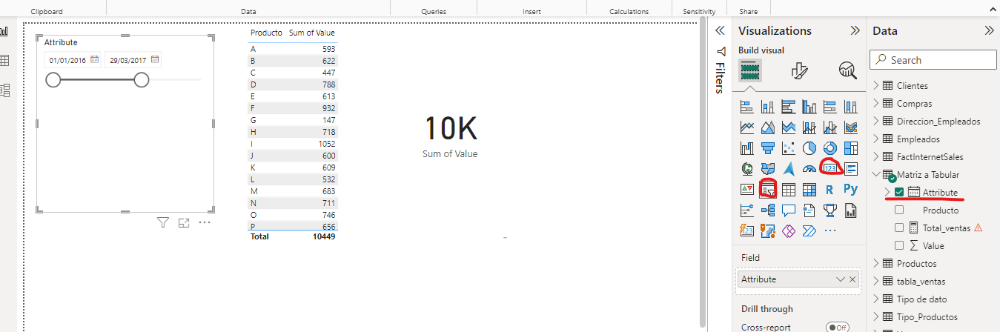 Clipboard Data Queries Insert Calculations Sensitivity Share
Attribute
01/01/2016 29/03/2017
Producto Sum of Value
A 593
B 622
C 447
D 788
E 613
F 932
G 147
H 718
I 1052
J 600
K 609
L 532
M 683
N 711
O 746
P 656
Total 10449
10K
Sum of Value
Filters
Visualizations
Build visual
123
R Py
123
Field
Attribute
Drill through
Cross-report Off
Data
Search
Clientes
Compras
Direccion_Empleados
Empleados
FactInternetSales
Matriz a Tabular
Attribute
Producto
Total_ventas
Value
Productos
tabla_ventas
Tipo de dato
Tipo_Productos